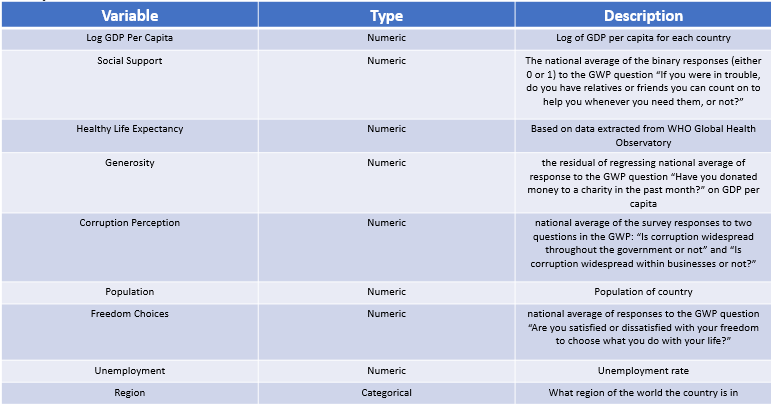 Variable Type Description
Log GDP Per Capita Numeric Log of GDP per capita for each country
Social Support Numeric The national average of the binary responses (either
0 or 1) to the GWP question “If you were in trouble,
do you have relatives or friends you can count on to
help you whenever you need them, or not?”
Healthy Life Expectancy Numeric Based on data extracted from WHO Global Health
Observatory
Generosity Numeric the residual of regressing national average of
response to the GWP question “Have you donated
money to a charity in the past month?” on GDP per
capita
Corruption Perception Numeric national average of the survey responses to two
questions in the GWP: “Is corruption widespread
throughout the government or not” and “Is
corruption widespread within businesses or not?”
Population Numeric Population of country
Freedom Choices Numeric national average of responses to the GWP question
“Are you satisfied or dissatisfied with your freedom
to choose what you do with your life?”
Unemployment Numeric Unemployment rate
Region Categorical What region of the world the country is in